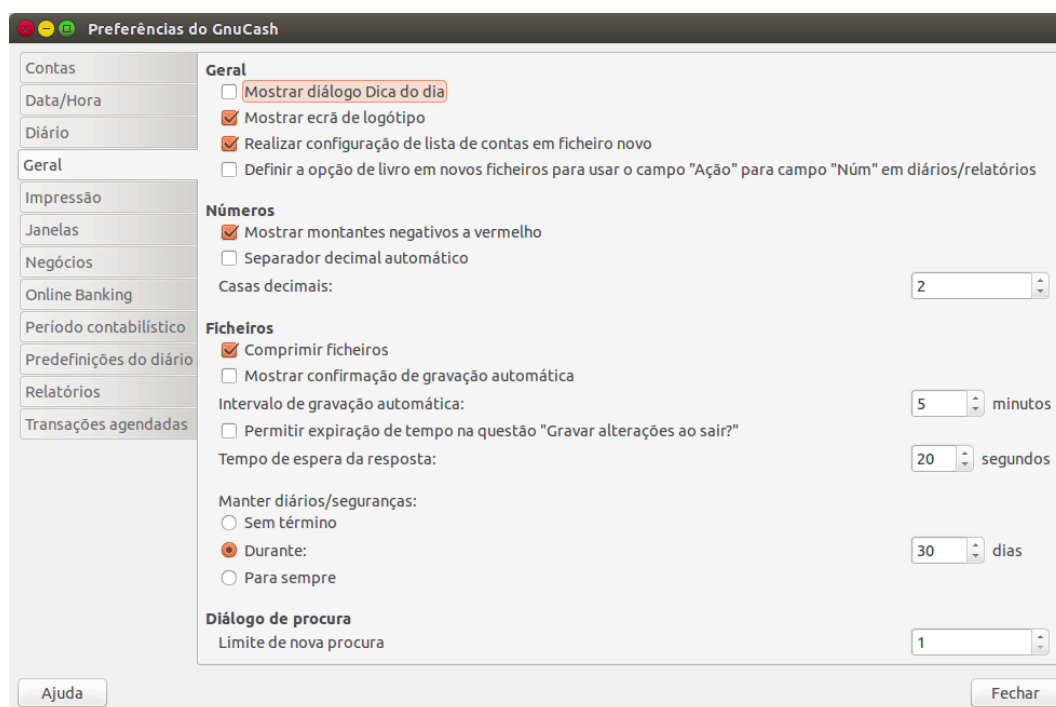 Preferências do GnuCash
Contas
Data/Hora
Diário
Geral
Impressão
Janelas
Negócios
Online Banking
Período contabilístico
Predefinições do diário
Relatórios
Transações agendadas
Geral
Mostrar diálogo Dica do dia
Mostrar ecrã de logótipo
Realizar configuração de lista de contas em ficheiro novo
Definir a opção de livro em novos ficheiros para usar o campo "Ação" para campo "Núm" em diários/relatórios
Números
Mostrar montantes negativos a vermelho
Separador decimal automático
Casas decimais: 2
Ficheiros
Comprimir ficheiros
Mostrar confirmação de gravação automática
Intervalo de gravação automática: 5 minutos
Permitir expiração de tempo na questão "Gravar alterações ao sair?"
Tempo de espera da resposta: 20 segundos
Manter diários/seguranças:
Sem término
Durante: 30 dias
Para sempre
Diálogo de procura
Limite de nova procura 1
Ajuda Fechar